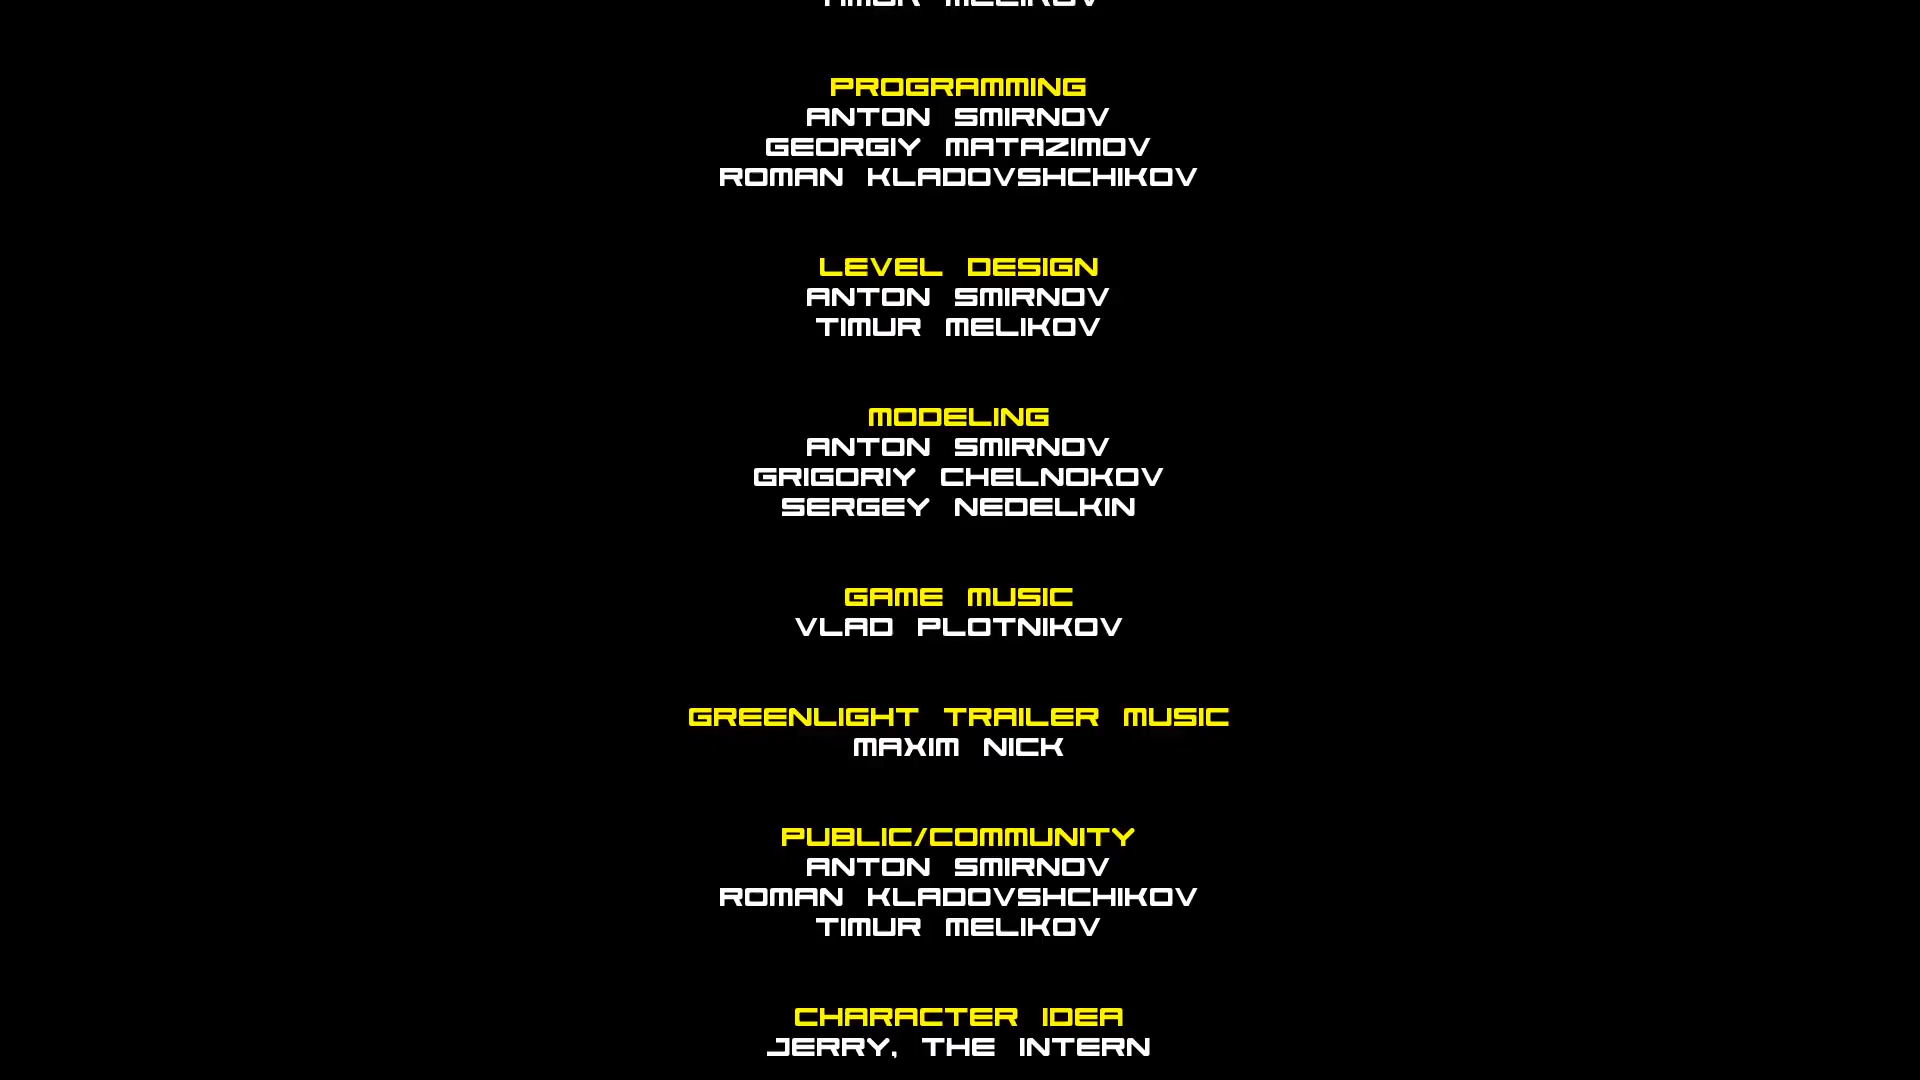 TIMUR MELIKOV
PROGRAMMING
ANTON SMIRNOV
GEORGIY MATAZIMOV
ROMAN KLADOVSHCHIKOV
LEVEL DESIGN
ANTON SMIRNOV
TIMUR MELIKOV
MODELING
ANTON SMIRNOV
GRIGORIY CHELNOKOV
SERGEY NEDELKIN
GAME MUSIC
VLAD PLOTNIKOV
GREENLIGHT TRAILER MUSIC
MAXIM NICK
PUBLIC/COMMUNITY
ANTON SMIRNOV
ROMAN KLADOVSHCHIKOV
TIMUR MELIKOV
CHARACTER IDEA
JERRY, THE INTERN